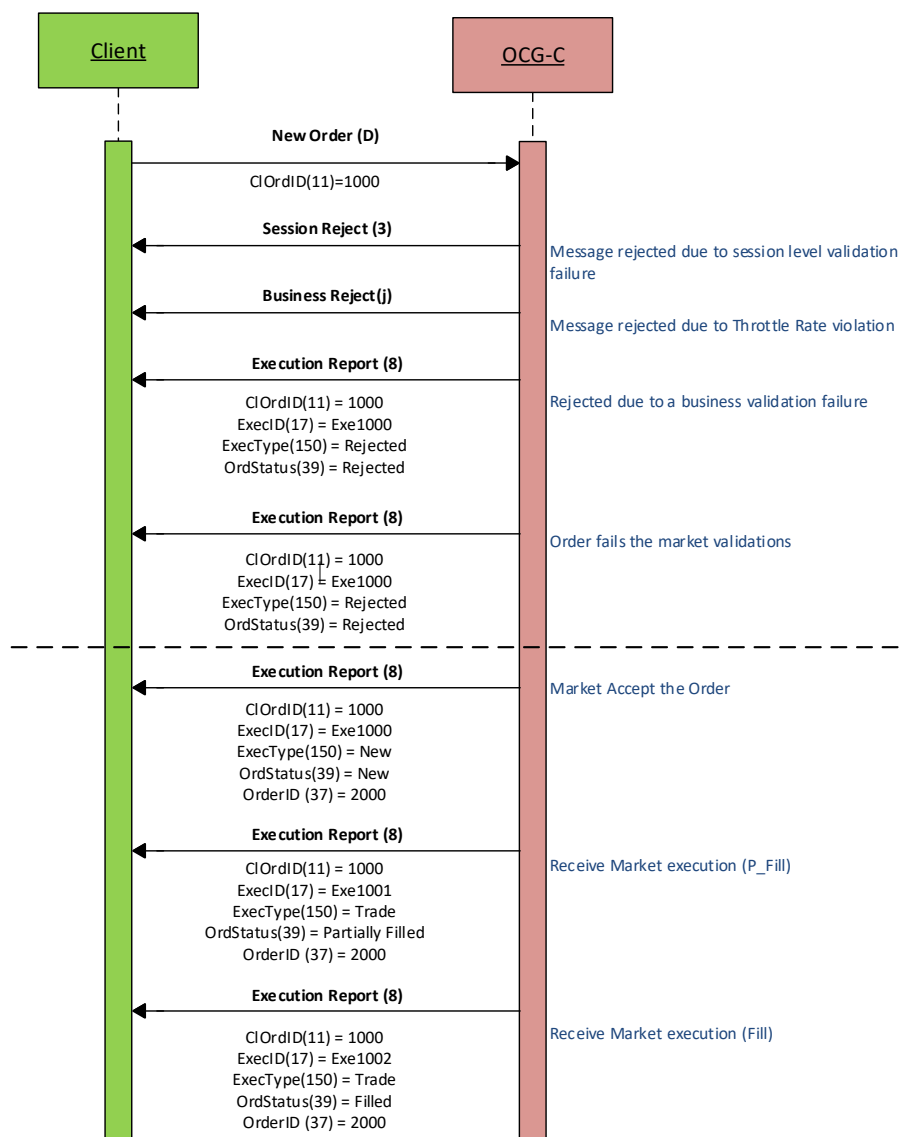 Client
OCG-C
New Order (D)
ClOrdID(11)=1000
Session Reject (3)
Message rejected due to session level validation
failure
Business Reject(j)
Message rejected due to Throttle Rate violation
Execution Report (8)
ClOrdID(11) = 1000
ExecID(17) = Exe1000
ExecType(150) = Rejected
OrdStatus(39) = Rejected
Rejected due to a business validation failure
Execution Report (8)
ClOrdID(11) = 1000
ExecID(17) = Exe1000
ExecType(150) = Rejected
OrdStatus(39) = Rejected
Order fails the market validations
Execution Report (8)
ClOrdID(11) = 1000
ExecID(17) = Exe1000
ExecType(150) = New
OrdStatus(39) = New
OrderID (37) = 2000
Market Accept the Order
Execution Report (8)
ClOrdID(11) = 1000
ExecID(17) = Exe1001
ExecType(150) = Trade
OrdStatus(39) = Partially Filled
OrderID (37) = 2000
Receive Market execution (P_Fill)
Execution Report (8)
ClOrdID(11) = 1000
ExecID(17) = Exe1002
ExecType(150) = Trade
OrdStatus(39) = Filled
OrderID (37) = 2000
Receive Market execution (Fill)